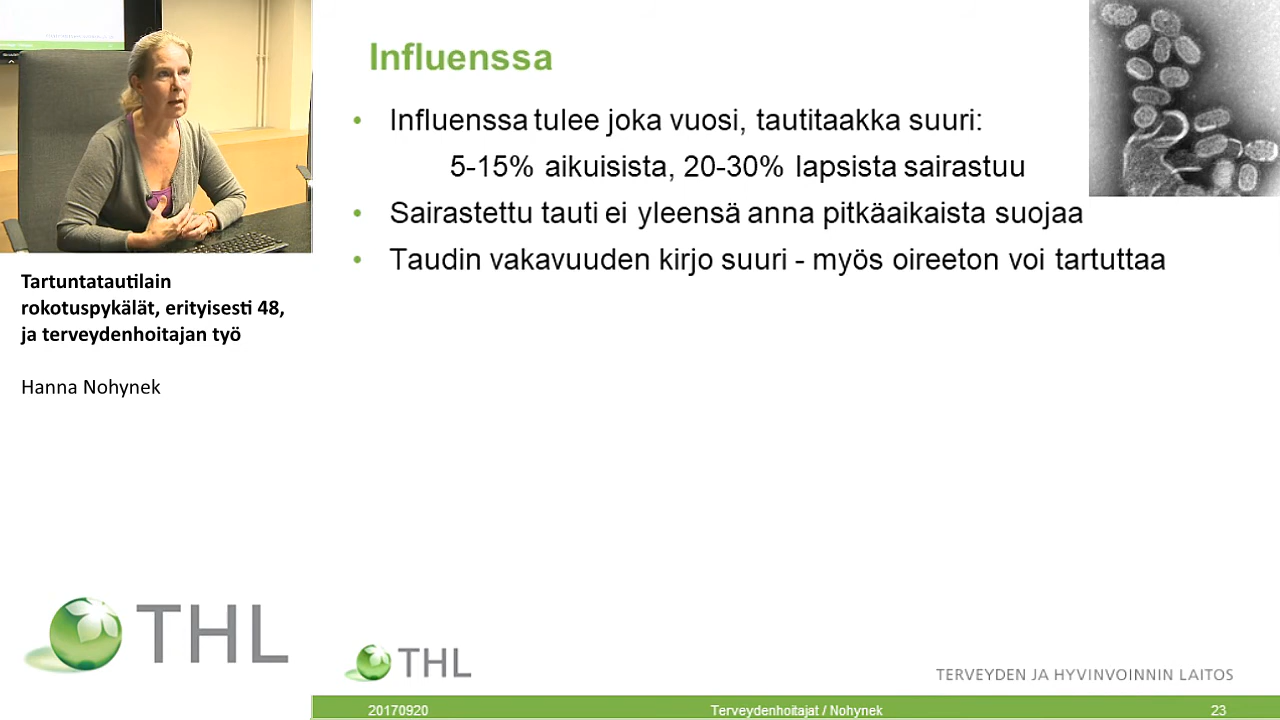 Influenssa
• Influenssa tulee joka vuosi, tautitaakka suuri:
5-15% aikuisista, 20-30% lapsista sairastuu
• Sairastettu tauti ei yleensä anna pitkäaikaista suojaa
• Taudin vakavuuden kirjo suuri - myös oireeton voi tartuttaa
Tartuntatautilain
rokotuspykälät, erityisesti 48,
ja terveydenhoitajan työ
Hanna Nohynek
THL
THL
TERVEYDEN JA HYVINVOINNIN LAITOS
20170920
Terveydenhoitajat / Nohynek
23